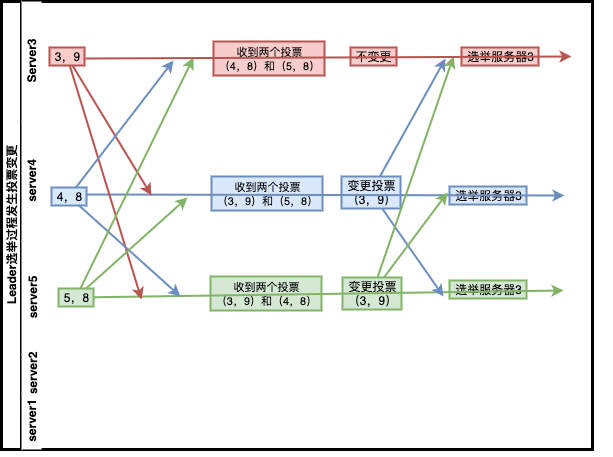 Leader选举过程发生投票变更
Server3
3，9
收到两个投票
（4，8）和（5，8）
不变更
选举服务器3
server4
4，8
收到两个投票
（3，9）和（5，8）
变更投票
（3，9）
选举服务器3
server5
5，8
收到两个投票
（3，9）和（4，8）
变更投票
（3，9）
选举服务器3
server2
server1